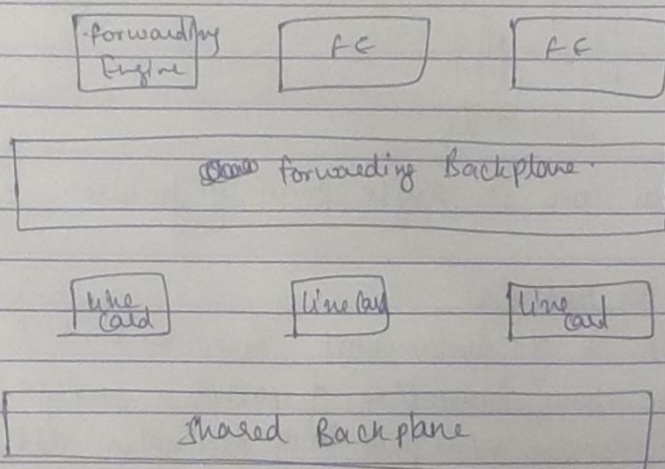 forwarding
Engine
FE
FE
forwarding Backplane
Line
Card
Line Card
Line
Card
Shared Backplane